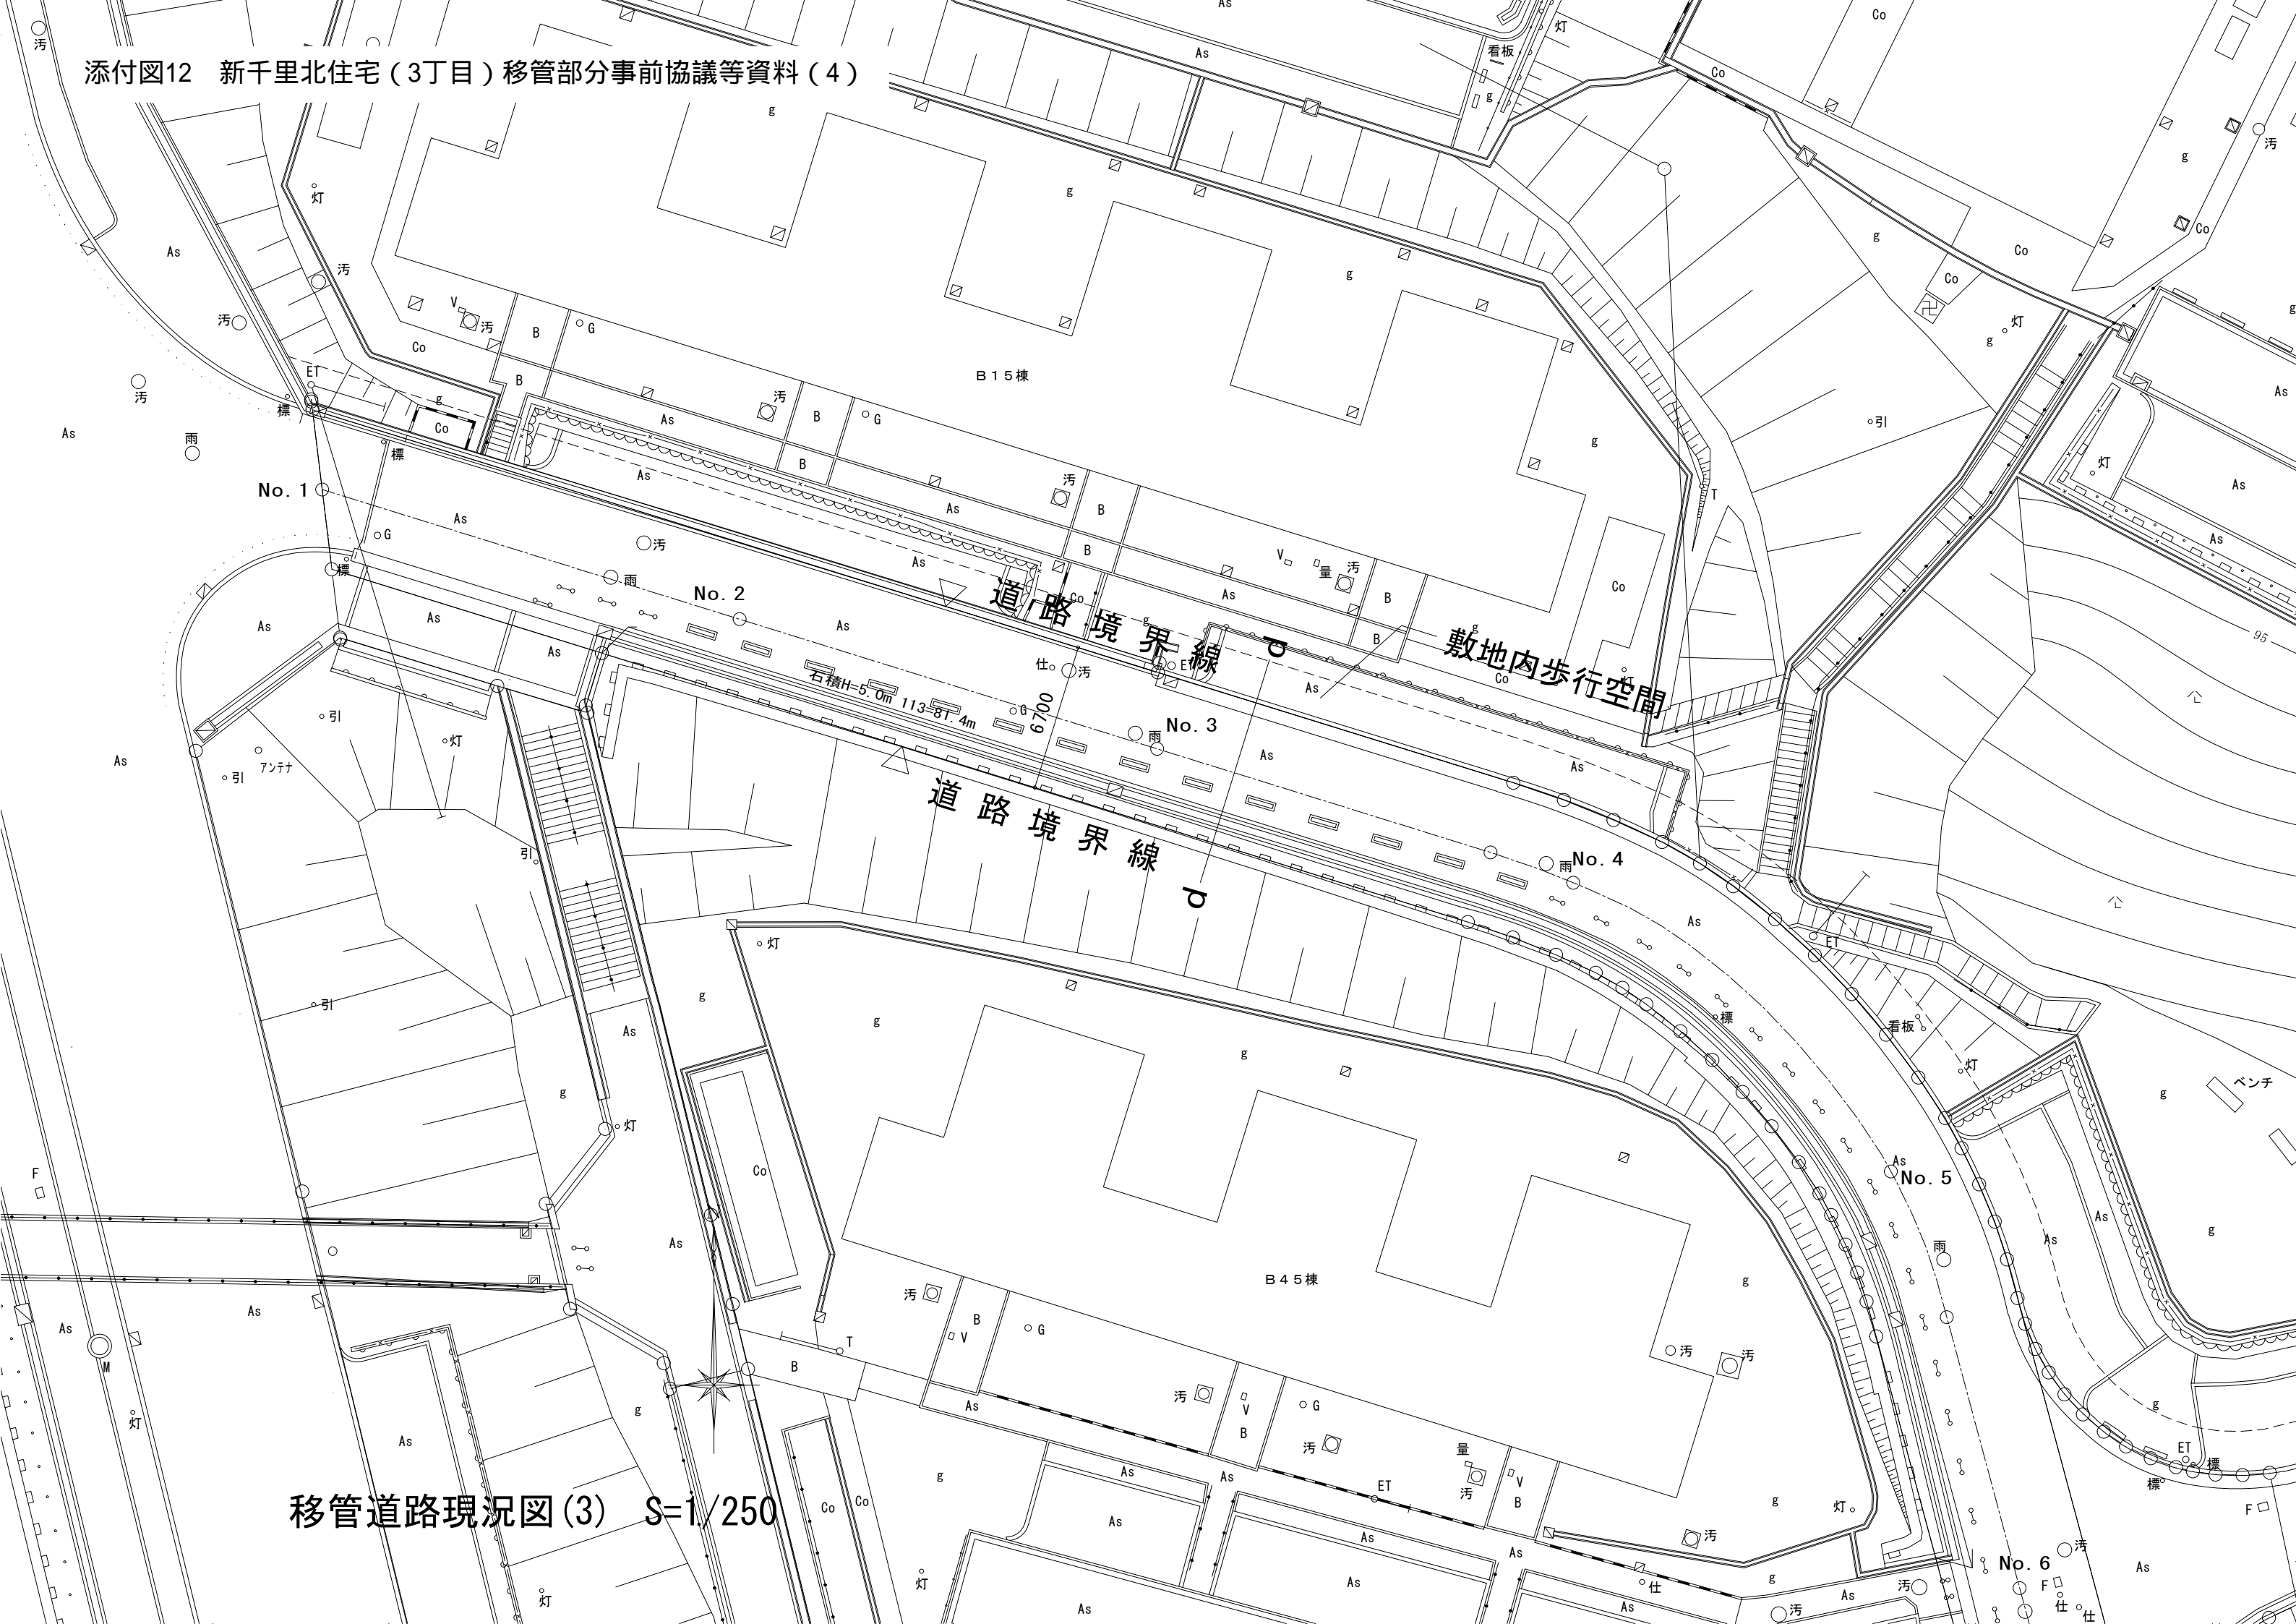 添付図12　新千里北住宅（3丁目）移管部分事前協議等資料（4）
B15棟
No. 1
No. 2
No. 3
No. 4
No. 5
No. 6
道路境界線
敷地内歩行空間
石積H=5.0m 113=81.4m
6700
道路境界線
d
d
B45棟
看板
看板
アンテナ
ベンチ
95
汚
雨
標
灯
引
仕
量
As
Co
g
B
G
V
ET
T
F
M
移管道路現況図(3)　S=1/250